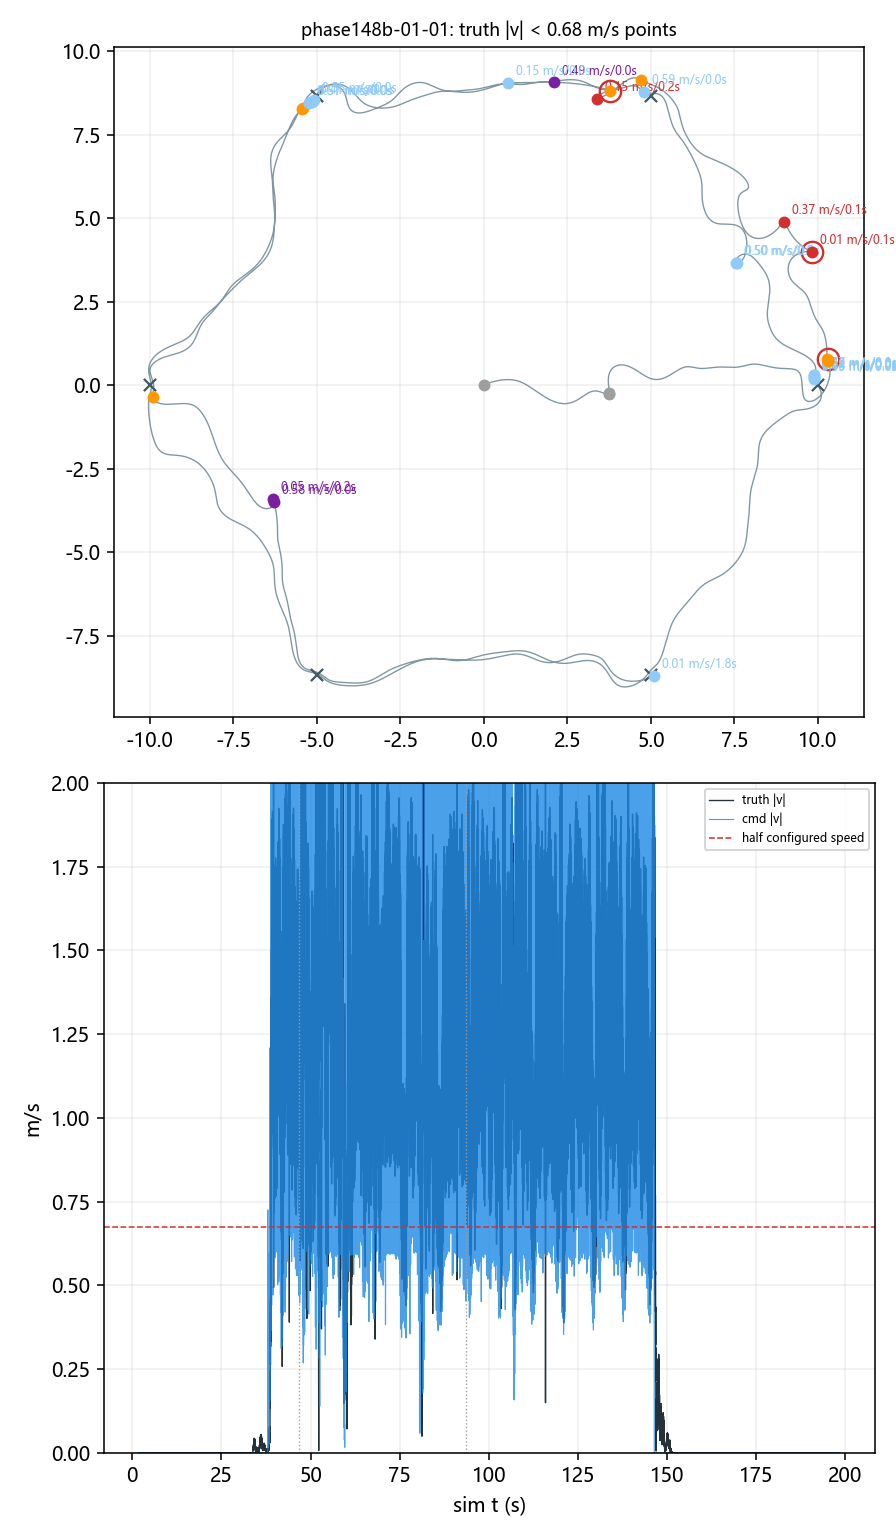 phase148b-01-01: truth |v| < 0.68 m/s points
10.0
7.5
5.0
2.5
0.0
-2.5
-5.0
-7.5
0.15 m/s/
0.49 m/s/0.0s
0.59 m/s/0.0s
m/s/0.2s
0.37 m/s/0.1s
0.01 m/s/0.1s
0.50 m/s/
0.05 m/s/0.2s
0.58 m/s/0.0s
0.01 m/s/1.8s
-10.0 -7.5 -5.0 -2.5 0.0 2.5 5.0 7.5 10.0
2.00
1.75
1.50
1.25
1.00
0.75
0.50
0.25
0.00
m/s
truth |v|
cmd |v|
half configured speed
0 25 50 75 100 125 150 175 200
sim t (s)